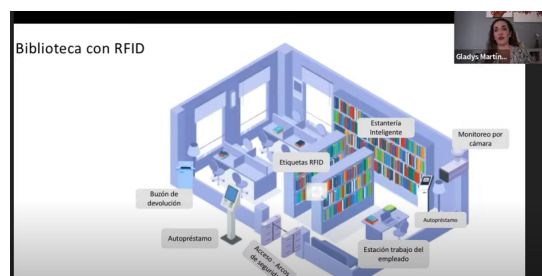 Biblioteca con RFID
Gladys Martín...
Estantería
Inteligente
Monitoreo por
cámara
Etiquetas RFID
Buzón de
devolución
Autopréstamo
Autopréstamo
Acceso - Arcos
de segurid
Estación trabajo del
empleado